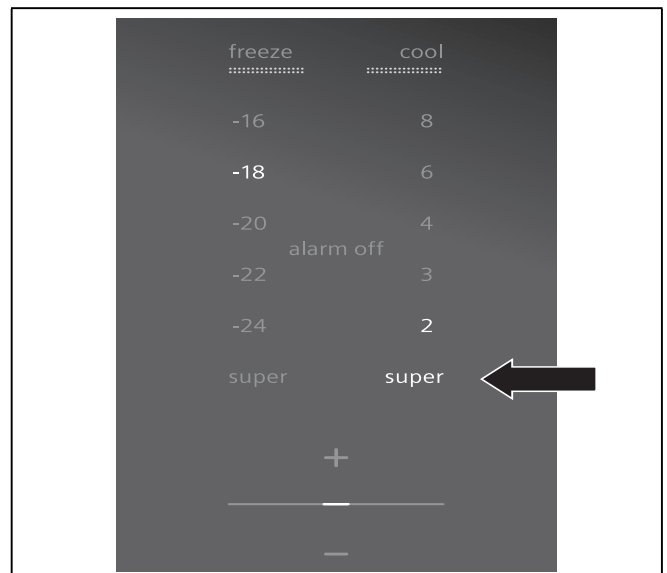 freeze cool
-16 8
-18 6
-20 4
alarm off
-22 3
-24 2
super super
+
—